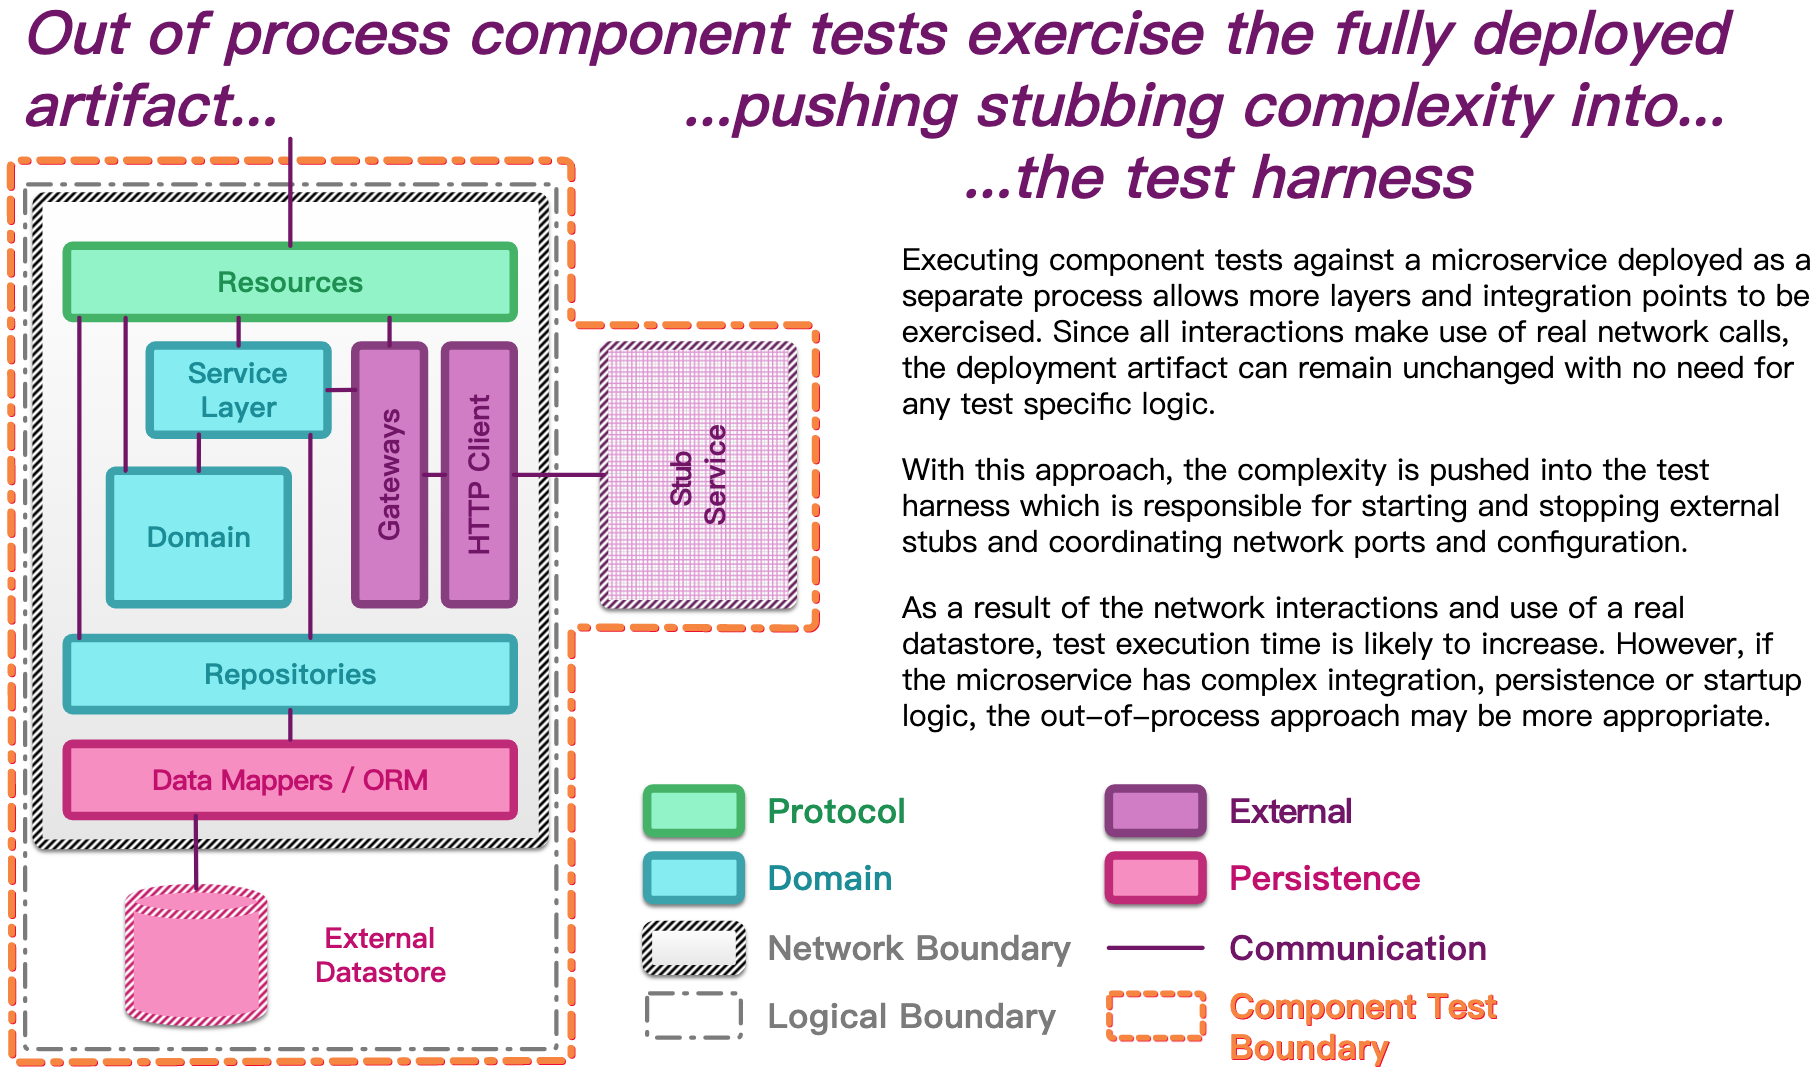 Out of process component tests exercise the fully deployed
artifact... ...pushing stubbing complexity into...
...the test harness
Resources
Service
Layer
Gateways
HTTP Client
Stub
Service
Domain
Repositories
Data Mappers / ORM
External
Datastore
Executing component tests against a microservice deployed as a
separate process allows more layers and integration points to be
exercised. Since all interactions make use of real network calls,
the deployment artifact can remain unchanged with no need for
any test specific logic.
With this approach, the complexity is pushed into the test
harness which is responsible for starting and stopping external
stubs and coordinating network ports and configuration.
As a result of the network interactions and use of a real
datastore, test execution time is likely to increase. However, if
the microservice has complex integration, persistence or startup
logic, the out–of–process approach may be more appropriate.
Protocol
External
Domain
Persistence
Network Boundary
Communication
Logical Boundary
Component Test
Boundary